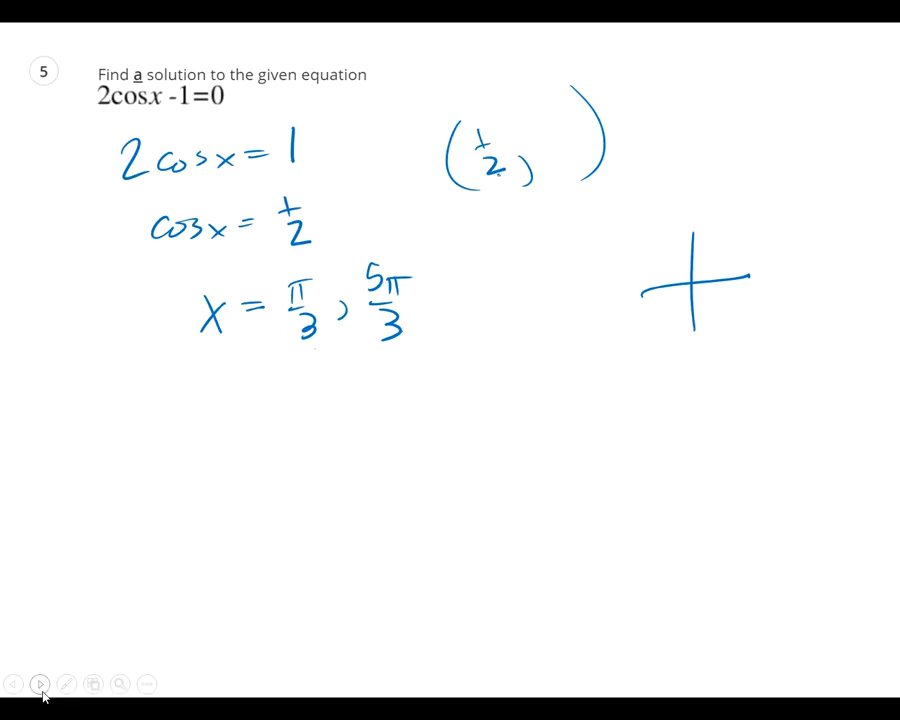 5
Find a solution to the given equation
2cosx -1=0
2cosx = 1
(1/2, )
cosx = 1/2
x = π/3, 5π/3